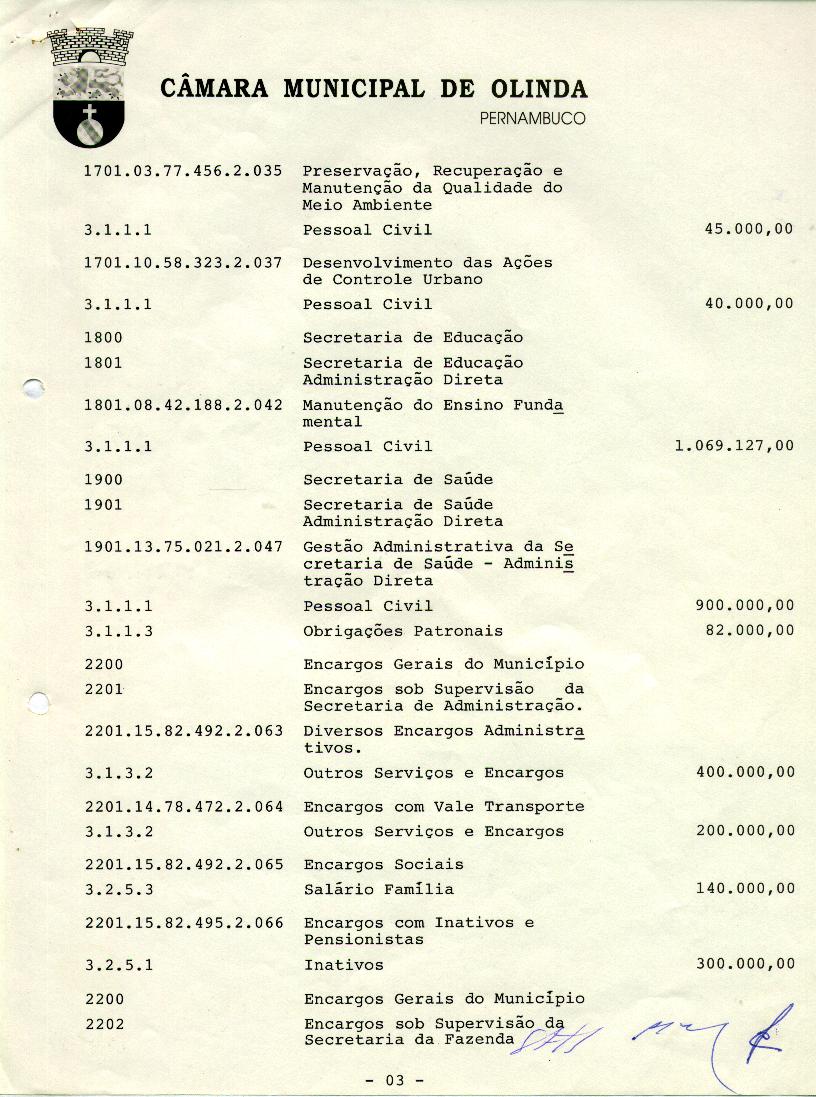 CÂMARA MUNICIPAL DE OLINDA
PERNAMBUCO
1701.03.77.456.2.035 Preservação, Recuperação e
Manutenção da Qualidade do
Meio Ambiente
3.1.1.1 Pessoal Civil 45.000,00
1701.10.58.323.2.037 Desenvolvimento das Ações
de Controle Urbano
3.1.1.1 Pessoal Civil 40.000,00
1800 Secretaria de Educação
1801 Secretaria de Educação
Administração Direta
1801.08.42.188.2.042 Manutenção do Ensino Funda
mental
3.1.1.1 Pessoal Civil 1.069.127,00
1900 Secretaria de Saúde
1901 Secretaria de Saúde
Administração Direta
1901.13.75.021.2.047 Gestão Administrativa da Se
cretaria de Saúde - Adminis
tração Direta
3.1.1.1 Pessoal Civil 900.000,00
3.1.1.3 Obrigações Patronais 82.000,00
2200 Encargos Gerais do Município
2201 Encargos sob Supervisão da
Secretaria de Administração.
2201.15.82.492.2.063 Diversos Encargos Administra
tivos.
3.1.3.2 Outros Serviços e Encargos 400.000,00
2201.14.78.472.2.064 Encargos com Vale Transporte
3.1.3.2 Outros Serviços e Encargos 200.000,00
2201.15.82.492.2.065 Encargos Sociais
3.2.5.3 Salário Família 140.000,00
2201.15.82.495.2.066 Encargos com Inativos e
Pensionistas
3.2.5.1 Inativos 300.000,00
2200 Encargos Gerais do Município
2202 Encargos sob Supervisão da
Secretaria da Fazenda
- 03 -